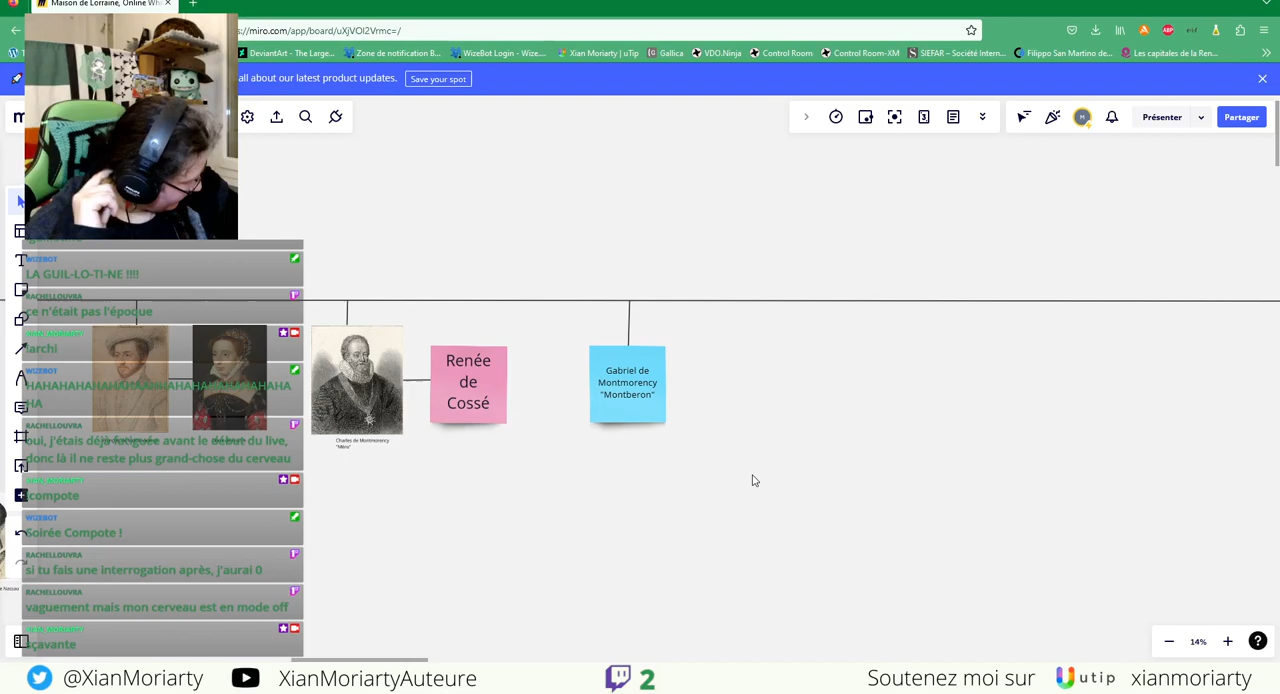 Maison de Lorraine, Online Whi
s://miro.com/app/board/uXjVOl2Vrmc=/
DeviantArt - The Large...
Zone de notification B...
WizeBot Login - Wize...
Xian Moriarty | uTip
Gallica
VDO.Ninja
Control Room
Control Room-XM
SIEFAR – Société Intern...
Filippo San Martino de...
Les capitales de la Ren...
all about our latest product updates.
Save your spot
Présenter
Partager
WIZEBOT
LA GUIL-LO-TI-NE !!!!
RACHELLOUVRA
ce n'était pas l'époque
!archi
WIZEBOT
HAHAHAHAHAHAHAHAHAHAHAHAHAHA
HA
RACHELLOUVRA
oui, j'étais déjà fatiguée avant le début du live,
donc là il ne reste plus grand-chose du cerveau
!compote
WIZEBOT
Soirée Compote !
RACHELLOUVRA
si tu fais une interrogation après, j'aurai 0
RACHELLOUVRA
vaguement mais mon cerveau est en mode off
sçavante
Charles de Montmorency
"Méru"
Renée
de
Cossé
Gabriel de
Montmorency
"Montberon"
e Nassau
14%
@XianMoriarty
XianMoriartyAuteure
2
Soutenez moi sur
utip
xianmoriarty